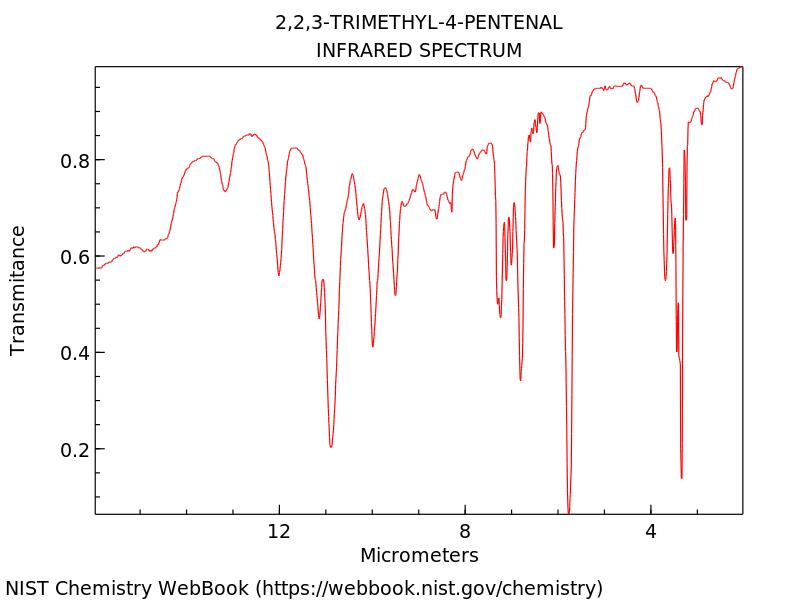 2,2,3-TRIMETHYL-4-PENTENAL
INFRARED SPECTRUM
0.8
0.6
0.4
0.2
Transmitance
12 8 4
Micrometers
NIST Chemistry WebBook (https://webbook.nist.gov/chemistry)